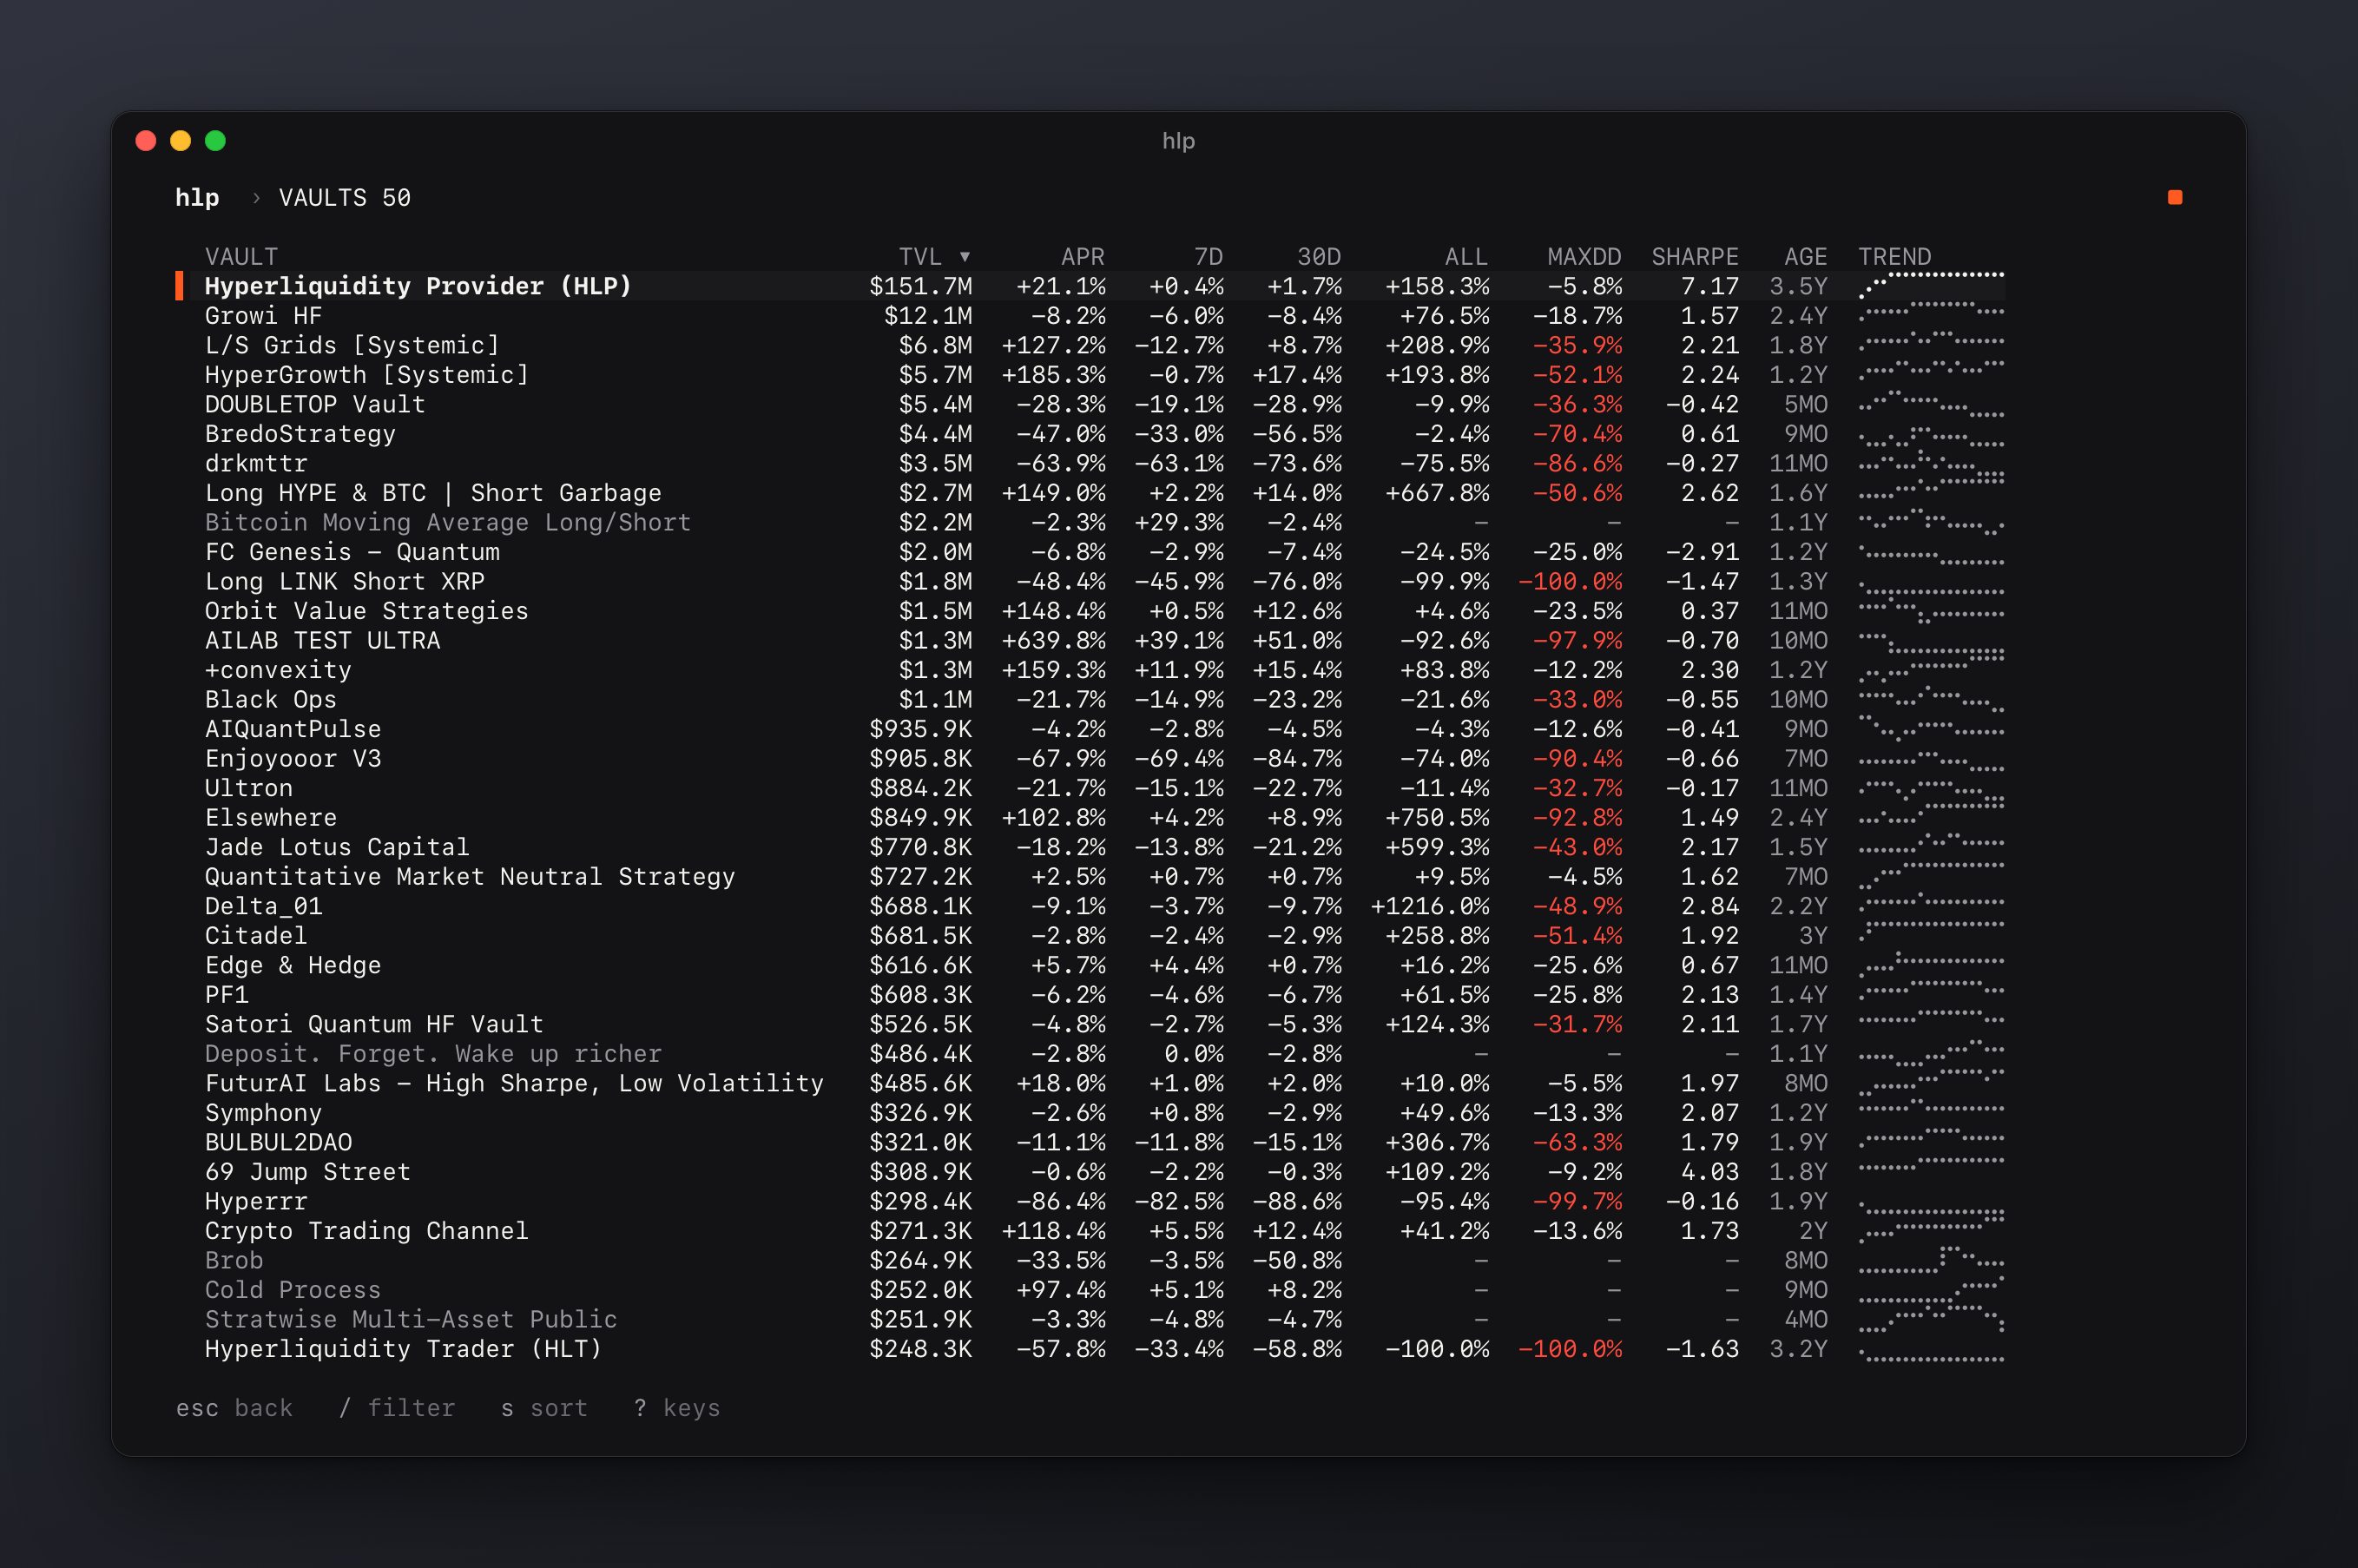 hlp
hlp › VAULTS 50
VAULT TVL ▼ APR 7D 30D ALL MAXDD SHARPE AGE TREND
Hyperliquidity Provider (HLP) $151.7M +21.1% +0.4% +1.7% +158.3% −5.8% 7.17 3.5Y
Growi HF $12.1M −8.2% −6.0% −8.4% +76.5% −18.7% 1.57 2.4Y
L/S Grids [Systemic] $6.8M +127.2% −12.7% +8.7% +208.9% −35.9% 2.21 1.8Y
HyperGrowth [Systemic] $5.7M +185.3% −0.7% +17.4% +193.8% −52.1% 2.24 1.2Y
DOUBLETOP Vault $5.4M −28.3% −19.1% −28.9% −9.9% −36.3% −0.42 5MO
BredoStrategy $4.4M −47.0% −33.0% −56.5% −2.4% −70.4% 0.61 9MO
drkmttr $3.5M −63.9% −63.1% −73.6% −75.5% −86.6% −0.27 11MO
Long HYPE & BTC | Short Garbage $2.7M +149.0% +2.2% +14.0% +667.8% −50.6% 2.62 1.6Y
Bitcoin Moving Average Long/Short $2.2M −2.3% +29.3% −2.4% — — — 1.1Y
FC Genesis – Quantum $2.0M −6.8% −2.9% −7.4% −24.5% −25.0% −2.91 1.2Y
Long LINK Short XRP $1.8M −48.4% −45.9% −76.0% −99.9% −100.0% −1.47 1.3Y
Orbit Value Strategies $1.5M +148.4% +0.5% +12.6% +4.6% −23.5% 0.37 11MO
AILAB TEST ULTRA $1.3M +639.8% +39.1% +51.0% −92.6% −97.9% −0.70 10MO
+convexity $1.3M +159.3% +11.9% +15.4% +83.8% −12.2% 2.30 1.2Y
Black Ops $1.1M −21.7% −14.9% −23.2% −21.6% −33.0% −0.55 10MO
AIQuantPulse $935.9K −4.2% −2.8% −4.5% −4.3% −12.6% −0.41 9MO
Enjoyooor V3 $905.8K −67.9% −69.4% −84.7% −74.0% −90.4% −0.66 7MO
Ultron $884.2K −21.7% −15.1% −22.7% −11.4% −32.7% −0.17 11MO
Elsewhere $849.9K +102.8% +4.2% +8.9% +750.5% −92.8% 1.49 2.4Y
Jade Lotus Capital $770.8K −18.2% −13.8% −21.2% +599.3% −43.0% 2.17 1.5Y
Quantitative Market Neutral Strategy $727.2K +2.5% +0.7% +0.7% +9.5% −4.5% 1.62 7MO
Delta_01 $688.1K −9.1% −3.7% −9.7% +1216.0% −48.9% 2.84 2.2Y
Citadel $681.5K −2.8% −2.4% −2.9% +258.8% −51.4% 1.92 3Y
Edge & Hedge $616.6K +5.7% +4.4% +0.7% +16.2% −25.6% 0.67 11MO
PF1 $608.3K −6.2% −4.6% −6.7% +61.5% −25.8% 2.13 1.4Y
Satori Quantum HF Vault $526.5K −4.8% −2.7% −5.3% +124.3% −31.7% 2.11 1.7Y
Deposit. Forget. Wake up richer $486.4K −2.8% 0.0% −2.8% — — — 1.1Y
FuturAI Labs – High Sharpe, Low Volatility $485.6K +18.0% +1.0% +2.0% +10.0% −5.5% 1.97 8MO
Symphony $326.9K −2.6% +0.8% −2.9% +49.6% −13.3% 2.07 1.2Y
BULBUL2DAO $321.0K −11.1% −11.8% −15.1% +306.7% −63.3% 1.79 1.9Y
69 Jump Street $308.9K −0.6% −2.2% −0.3% +109.2% −9.2% 4.03 1.8Y
Hyperrr $298.4K −86.4% −82.5% −88.6% −95.4% −99.7% −0.16 1.9Y
Crypto Trading Channel $271.3K +118.4% +5.5% +12.4% +41.2% −13.6% 1.73 2Y
Brob $264.9K −33.5% −3.5% −50.8% — — — 8MO
Cold Process $252.0K +97.4% +5.1% +8.2% — — — 9MO
Stratwise Multi-Asset Public $251.9K −3.3% −4.8% −4.7% — — — 4MO
Hyperliquidity Trader (HLT) $248.3K −57.8% −33.4% −58.8% −100.0% −100.0% −1.63 3.2Y
esc back / filter s sort ? keys